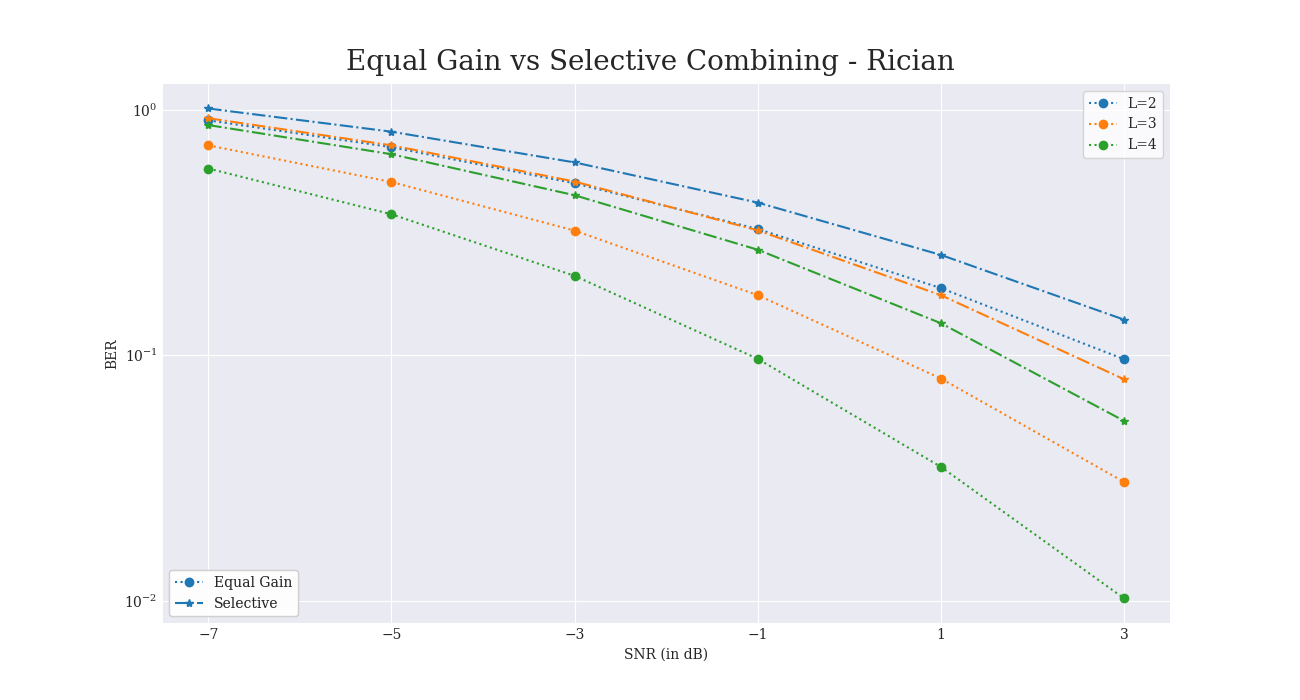 Equal Gain vs Selective Combining - Rician
10⁰
10⁻¹
10⁻²
BER
L=2
L=3
L=4
Equal Gain
Selective
−7
−5
−3
−1
1
3
SNR (in dB)